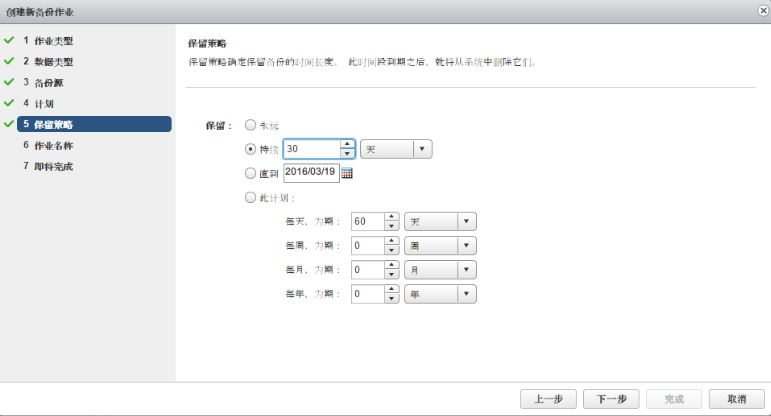 创建新备份作业
1 作业类型
2 数据类型
3 备份源
4 计划
5 保留策略
6 作业名称
7 即将完成
保留策略
保留策略确定保留备份的时间长度。 此时间段到期之后，就将从系统中删除它们。
保留： 永远
持续 30 天
直到 2016/03/19
此计划：
每天，为期： 60 天
每周，为期： 0 周
每月，为期： 0 月
每年，为期： 0 年
上一步 下一步 完成 取消